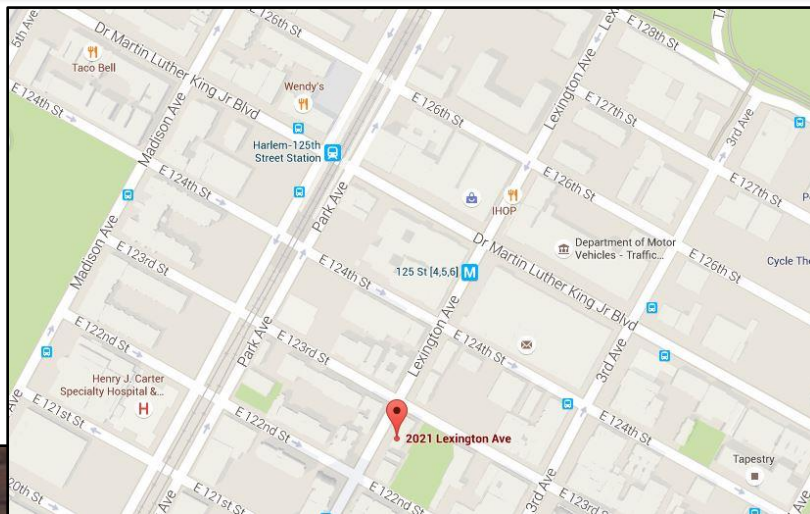 5th Ave
Taco Bell
Dr Martin Luther King Jr Blvd
E 126th St
Wendy's
E 124th St
Madison Ave
Harlem-125th
Street Station
Park Ave
E 126th St
Lexington Ave
E 128th St
E 127th St
3rd Ave
IHOP
E 126th St
E 127th St
Department of Motor
Vehicles - Traffic...
E 126th St
Cycle The
Dr Martin Luther King Jr Blvd
125 St [4,5,6]
E 124th St
Madison Ave
E 123rd St
E 122nd St
Park Ave
E 123rd St
Lexington Ave
E 124th St
3rd Ave
Henry J. Carter
Specialty Hospital &...
H
M
Ave
E 121st St
E 122nd St
2021 Lexington Ave
E 124th St
Tapestry
20th St
Ave
E 121st St
Lexington Ave
E 122nd St
3rd Ave
E 123rd St